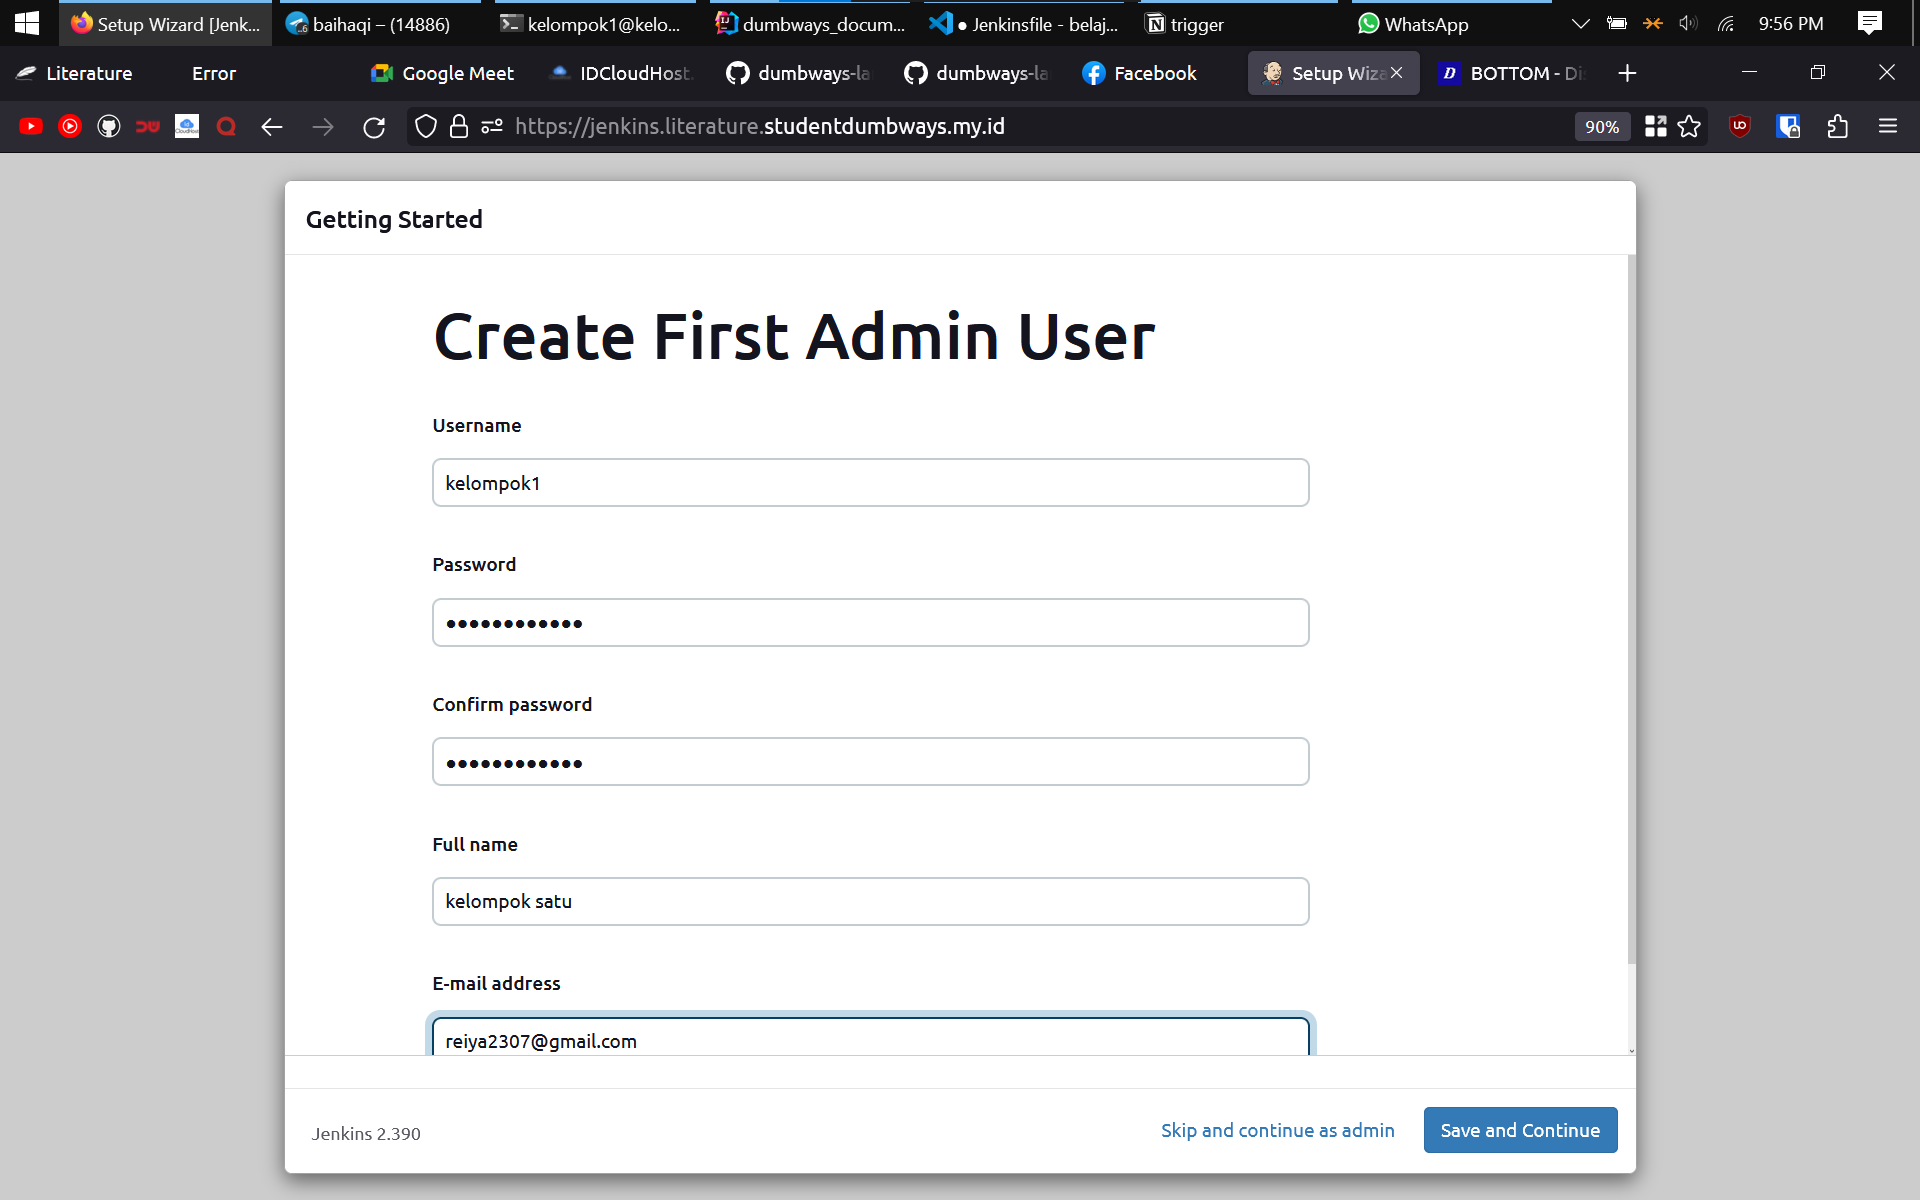 Setup Wizard [Jenk... baihaqi – (14886) kelompok1@kelo... dumbways_docum... ● Jenkinsfile - belaj... trigger WhatsApp 9:56 PM
Literature Error Google Meet IDCloudHost dumbways-la dumbways-la Facebook Setup Wiza BOTTOM - Di
https://jenkins.literature.studentdumbways.my.id 90%
Getting Started
Create First Admin User
Username
kelompok1
Password
●●●●●●●●●●●●
Confirm password
●●●●●●●●●●●●
Full name
kelompok satu
E-mail address
reiya2307@gmail.com
Jenkins 2.390 Skip and continue as admin Save and Continue